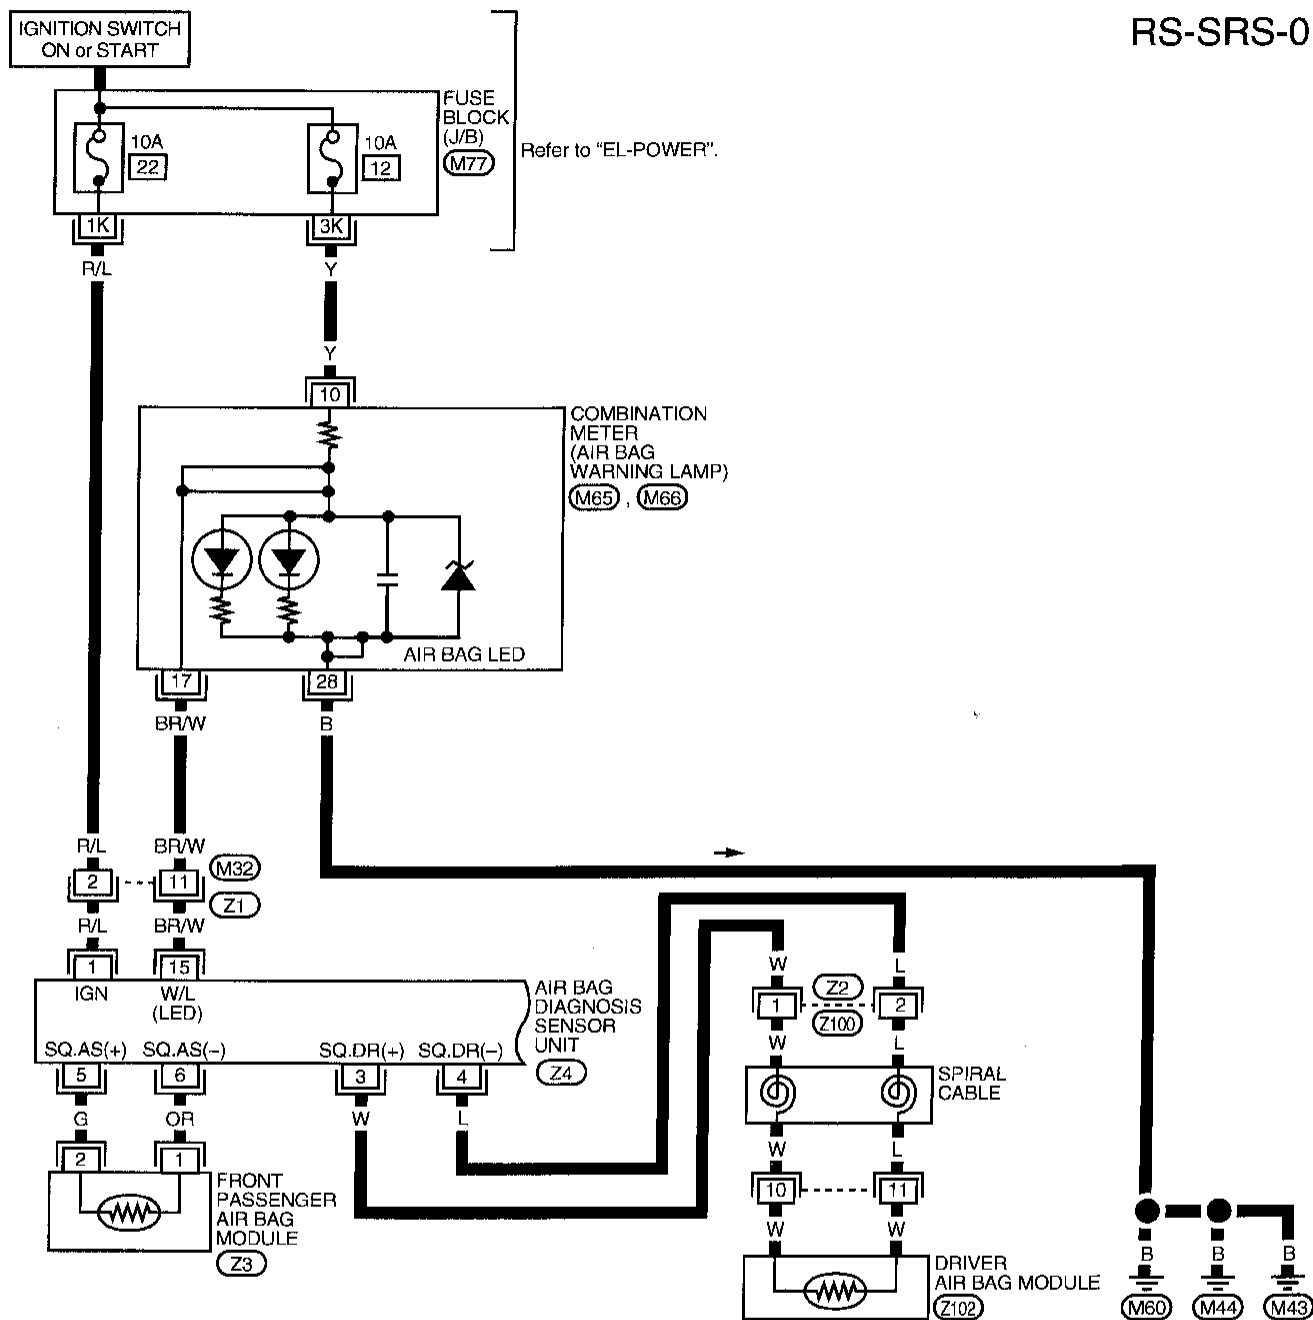 IGNITION SWITCH
ON or START
RS-SRS-0
FUSE
BLOCK
(J/B)
M77
10A
22
10A
12
Refer to “EL-POWER”.
1K
3K
R/L
Y
Y
10
COMBINATION
METER
(AIR BAG
WARNING LAMP)
M65 , M66
AIR BAG LED
17
28
BR/W
B
R/L
BR/W
M32
2
11
Z1
R/L
BR/W
1
15
IGN
W/L
(LED)
AIR BAG
DIAGNOSIS
SENSOR
UNIT
Z4
SQ.AS(+)
SQ.AS(−)
SQ.DR(+)
SQ.DR(−)
5
6
3
4
G
OR
W
L
2
1
FRONT
PASSENGER
AIR BAG
MODULE
Z3
W
L
1
Z2
Z100
2
W
L
SPIRAL
CABLE
W
L
10
11
W
W
DRIVER
AIR BAG MODULE
Z102
B
B
B
M60
M44
M43